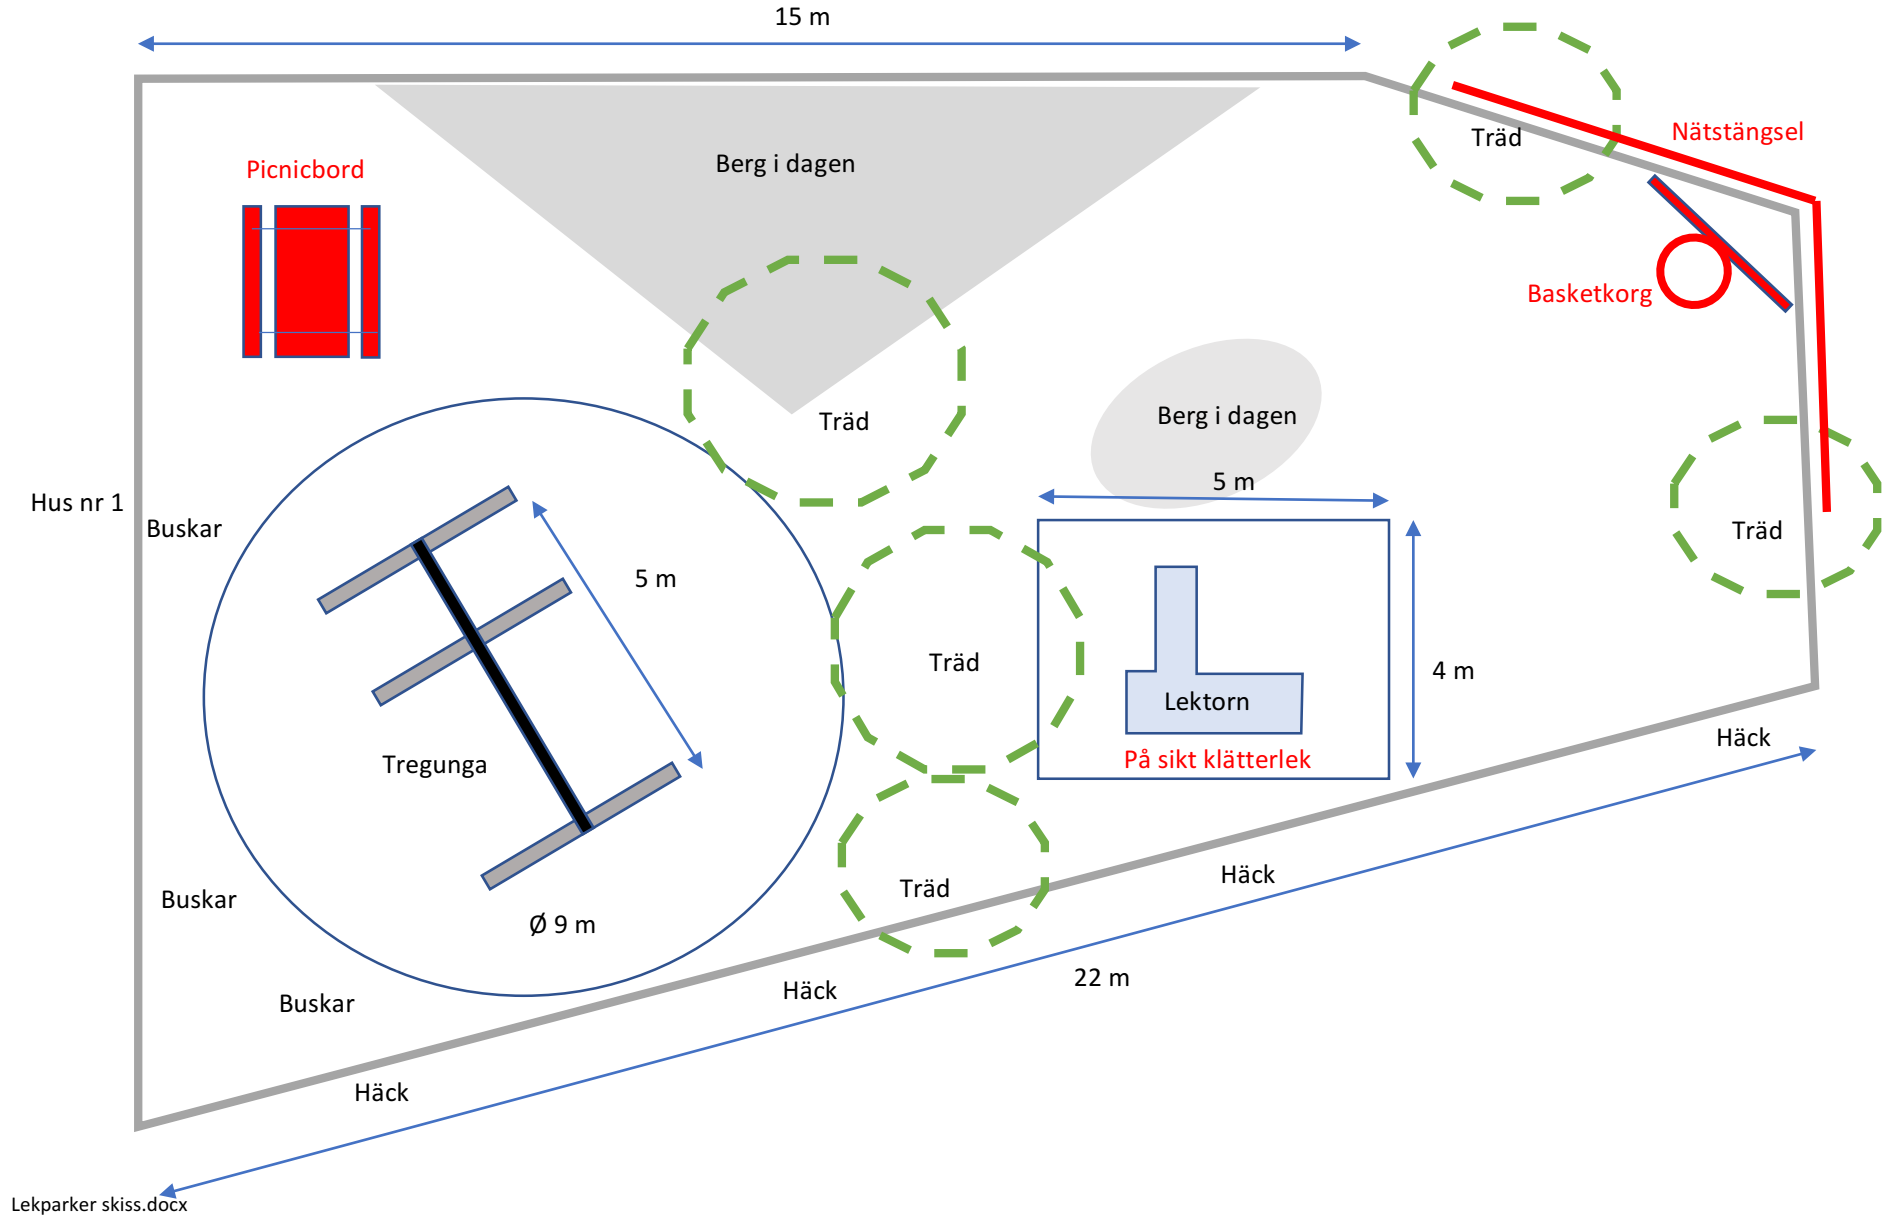 15 m
Träd
Nätstängsel
Berg i dagen
Picnicbord
Basketkorg
Träd
Berg i dagen
5 m
Hus nr 1
Buskar
Träd
5 m
Träd
4 m
Lektorn
Tregunga
På sikt klätterlek
Häck
Träd
Häck
Buskar
Ø 9 m
22 m
Häck
Buskar
Häck
Lekparker skiss.docx